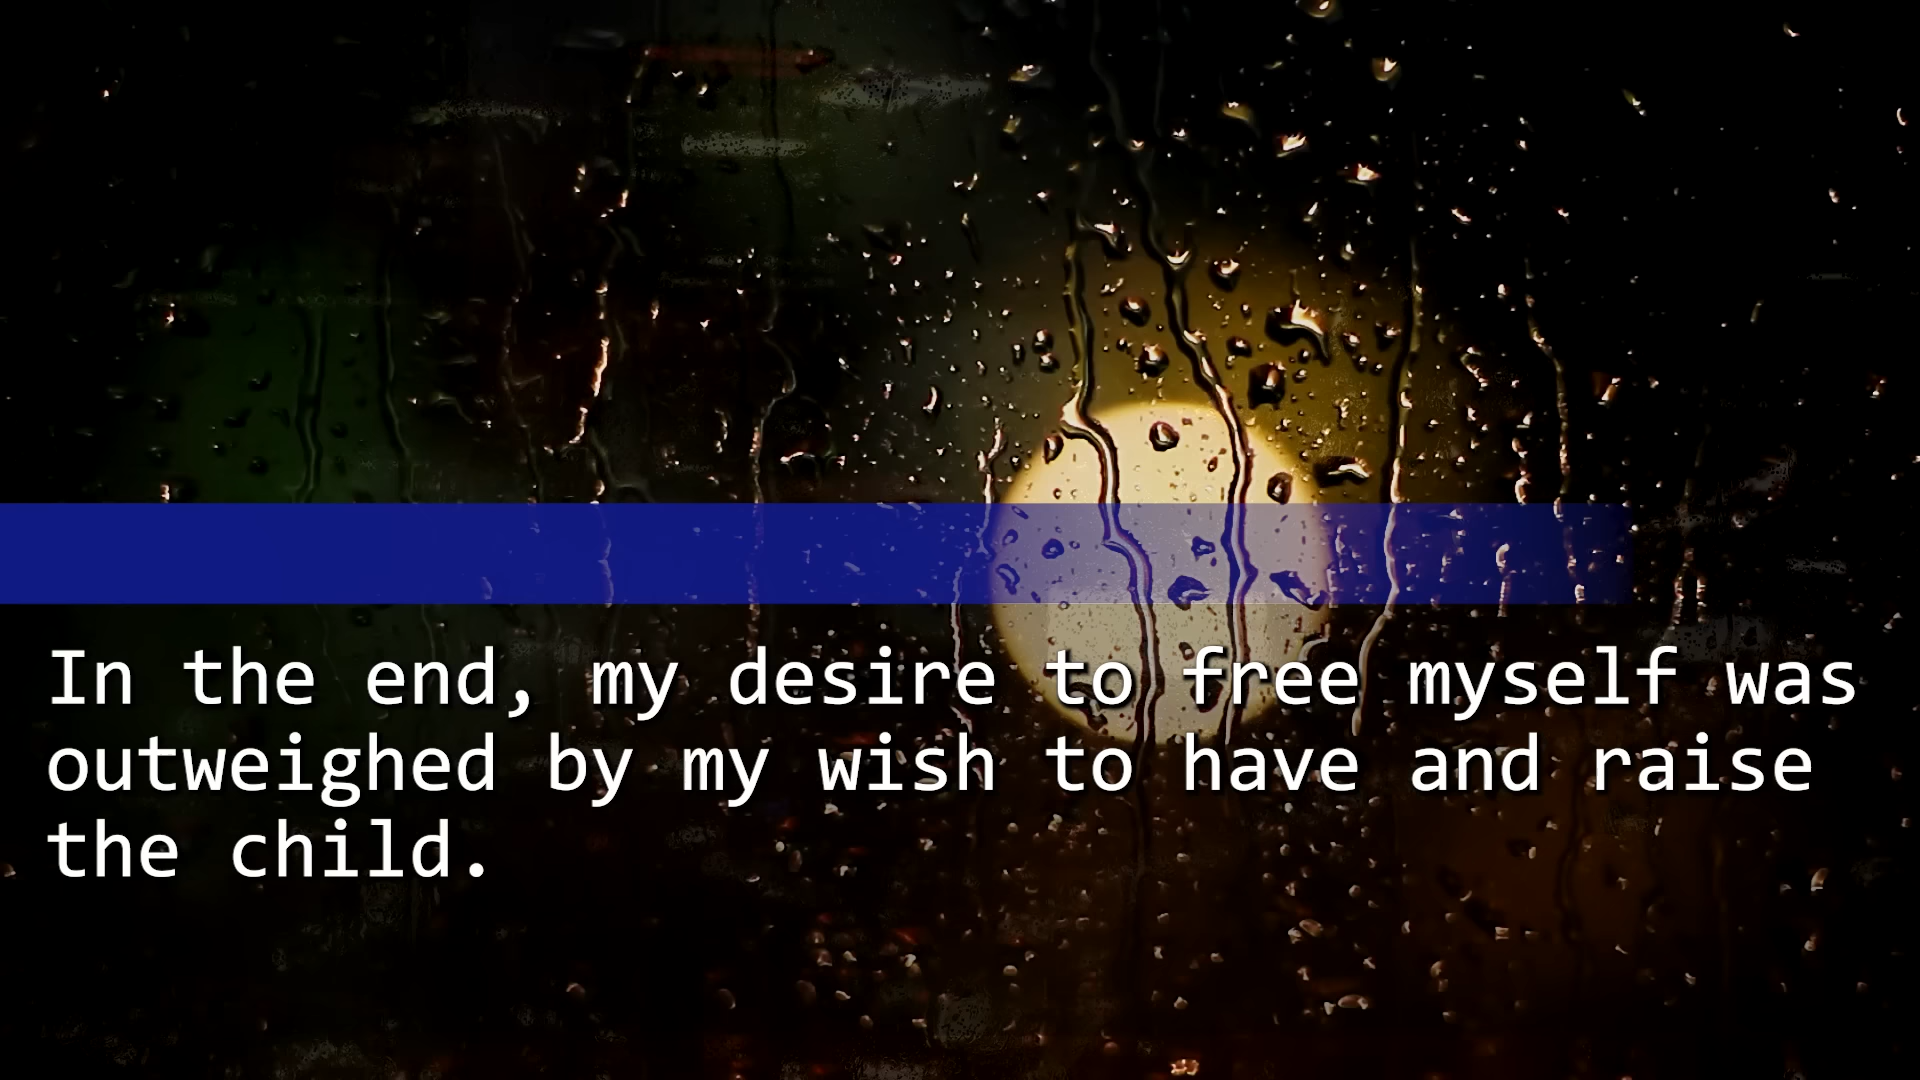 In the end, my desire to free myself was
outweighed by my wish to have and raise
the child.